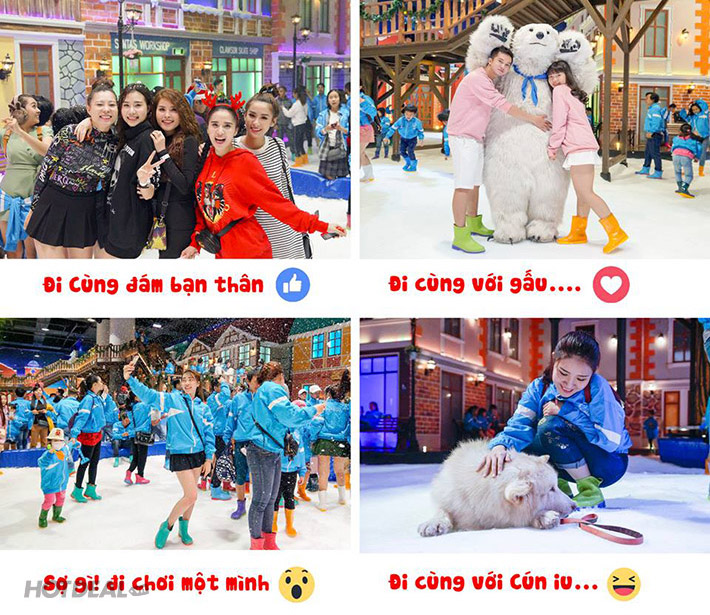 SANTA'S WORKSHOP
CLAWSON SKATE SHOP
Đi Cùng đám bạn thân
Đi cùng với gấu....
Sợ gì! đi chơi một mình
Đi cùng với Cún iu...
HOTDEAL